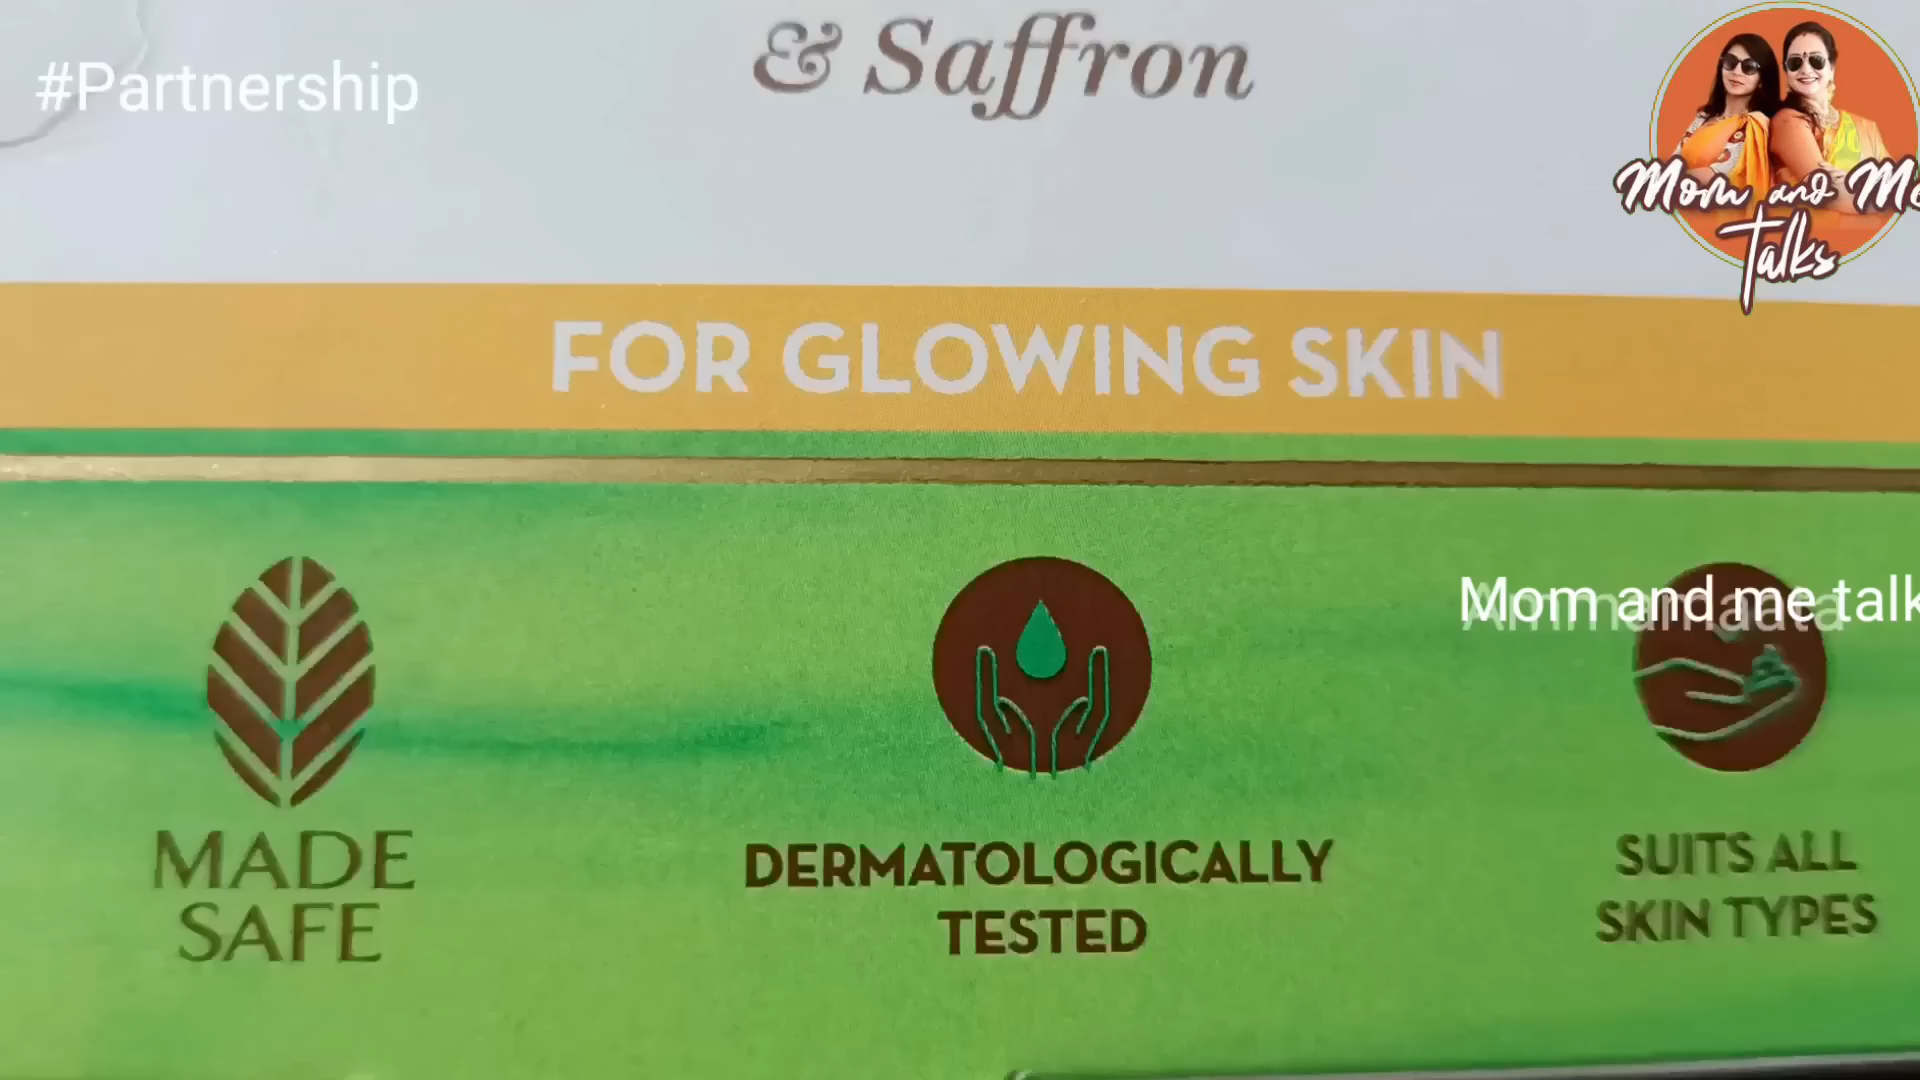 #Partnership
& Saffron
Mom and Me
Talks
FOR GLOWING SKIN
Mom and me talk
MADE
SAFE
DERMATOLOGICALLY
TESTED
SUITS ALL
SKIN TYPES